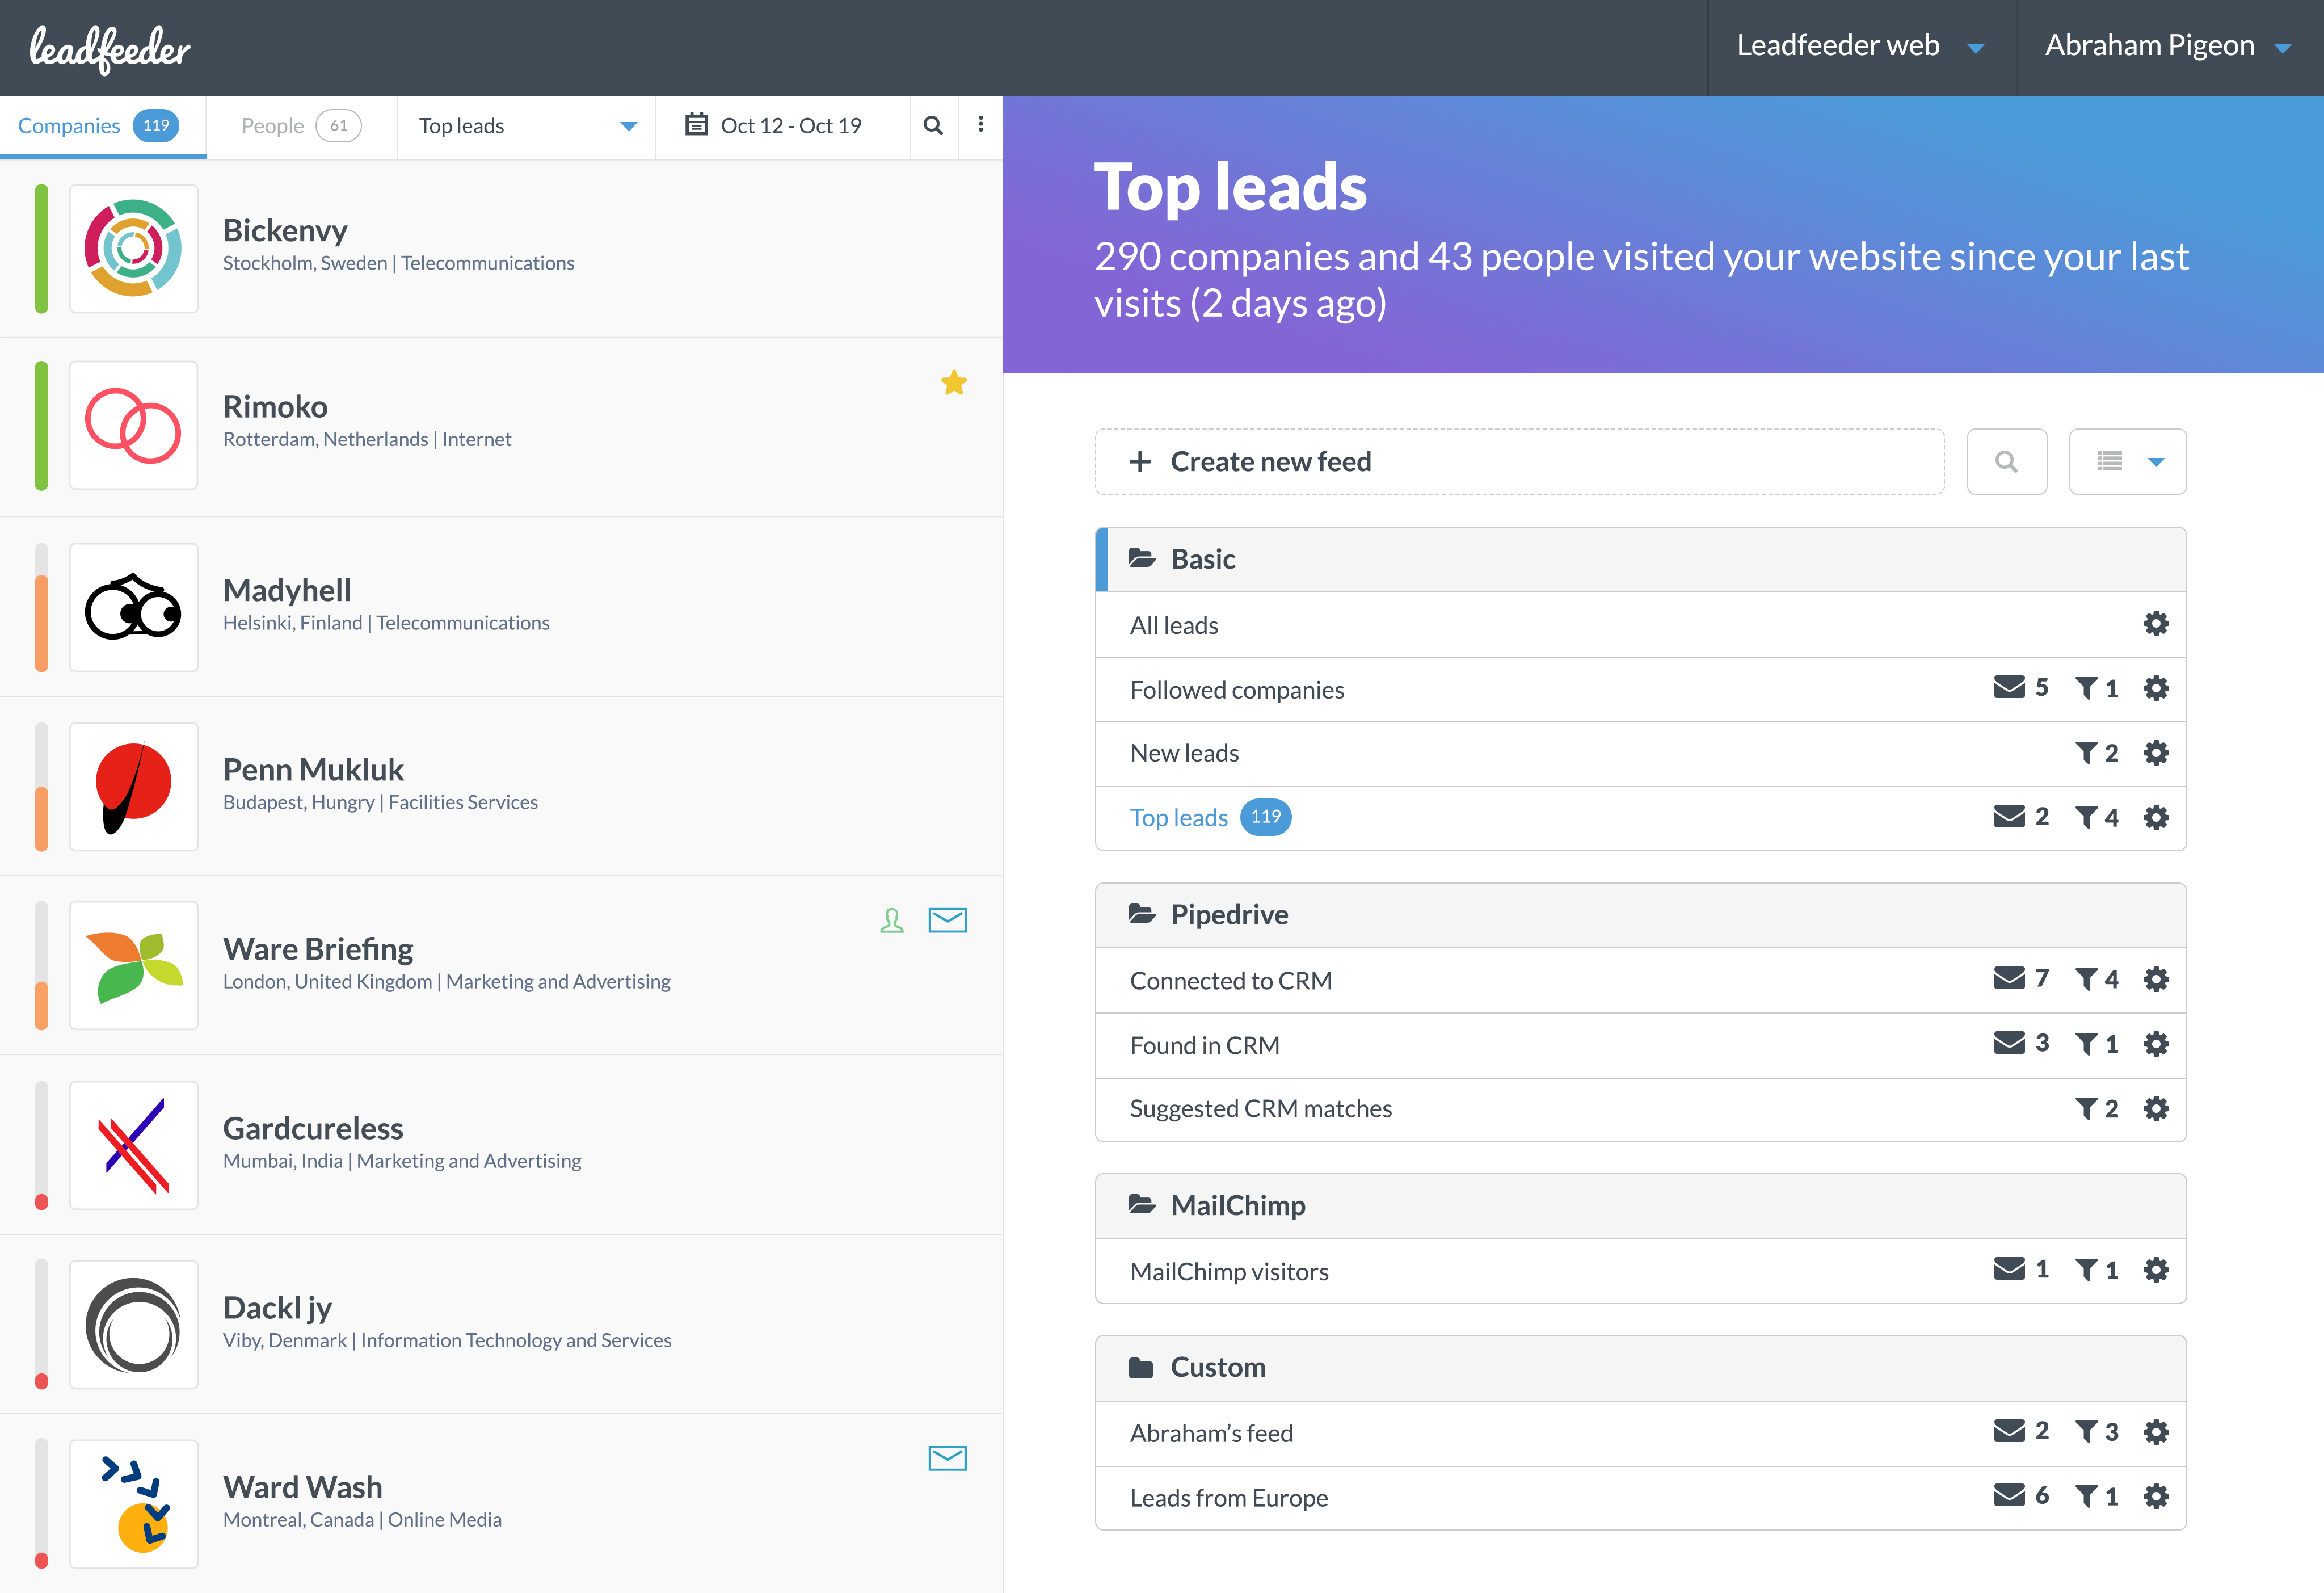 leadfeeder
Leadfeeder web
Abraham Pigeon
Companies 119
People 61
Top leads
Oct 12 - Oct 19
Bickenvy
Stockholm, Sweden | Telecommunications
Rimoko
Rotterdam, Netherlands | Internet
Madyhell
Helsinki, Finland | Telecommunications
Penn Mukluk
Budapest, Hungry | Facilities Services
Ware Briefing
London, United Kingdom | Marketing and Advertising
Gardcureless
Mumbai, India | Marketing and Advertising
Dackl jy
Viby, Denmark | Information Technology and Services
Ward Wash
Montreal, Canada | Online Media
Top leads
290 companies and 43 people visited your website since your last
visits (2 days ago)
+ Create new feed
Basic
All leads
Followed companies 5 1
New leads 2
Top leads 119 2 4
Pipedrive
Connected to CRM 7 4
Found in CRM 3 1
Suggested CRM matches 2
MailChimp
MailChimp visitors 1 1
Custom
Abraham’s feed 2 3
Leads from Europe 6 1